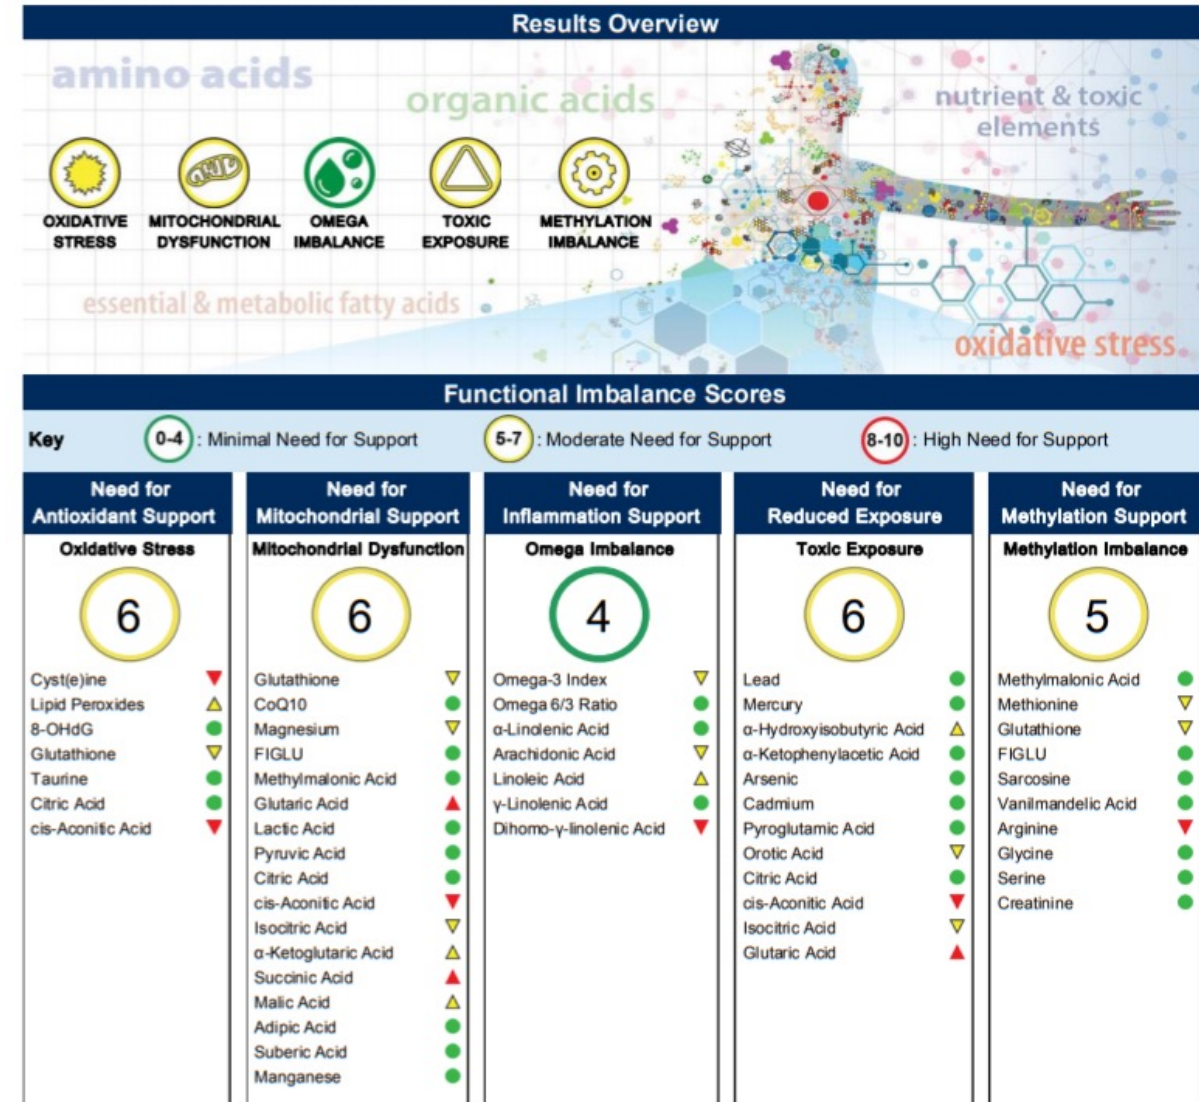 Results Overview
amino acids
organic acids
nutrient & toxic
elements
OXIDATIVE
STRESS
MITOCHONDRIAL
DYSFUNCTION
OMEGA
IMBALANCE
TOXIC
EXPOSURE
METHYLATION
IMBALANCE
essential & metabolic fatty acids
oxidative stress
Functional Imbalance Scores
Key
0-4 : Minimal Need for Support
5-7 : Moderate Need for Support
8-10 : High Need for Support
Need for
Antioxidant Support
Oxidative Stress
6
Cyst(e)ine
Lipid Peroxides
8-OHdG
Glutathione
Taurine
Citric Acid
cis-Aconitic Acid
Need for
Mitochondrial Support
Mitochondrial Dysfunction
6
Glutathione
CoQ10
Magnesium
FIGLU
Methylmalonic Acid
Glutaric Acid
Lactic Acid
Pyruvic Acid
Citric Acid
cis-Aconitic Acid
Isocitric Acid
α-Ketoglutaric Acid
Succinic Acid
Malic Acid
Adipic Acid
Suberic Acid
Manganese
Need for
Inflammation Support
Omega Imbalance
4
Omega-3 Index
Omega 6/3 Ratio
α-Linolenic Acid
Arachidonic Acid
Linoleic Acid
γ-Linolenic Acid
Dihomo-γ-linolenic Acid
Need for
Reduced Exposure
Toxic Exposure
6
Lead
Mercury
α-Hydroxyisobutyric Acid
α-Ketophenylacetic Acid
Arsenic
Cadmium
Pyroglutamic Acid
Orotic Acid
Citric Acid
cis-Aconitic Acid
Isocitric Acid
Glutaric Acid
Need for
Methylation Support
Methylation Imbalance
5
Methylmalonic Acid
Methionine
Glutathione
FIGLU
Sarcosine
Vanilmandelic Acid
Arginine
Glycine
Serine
Creatinine